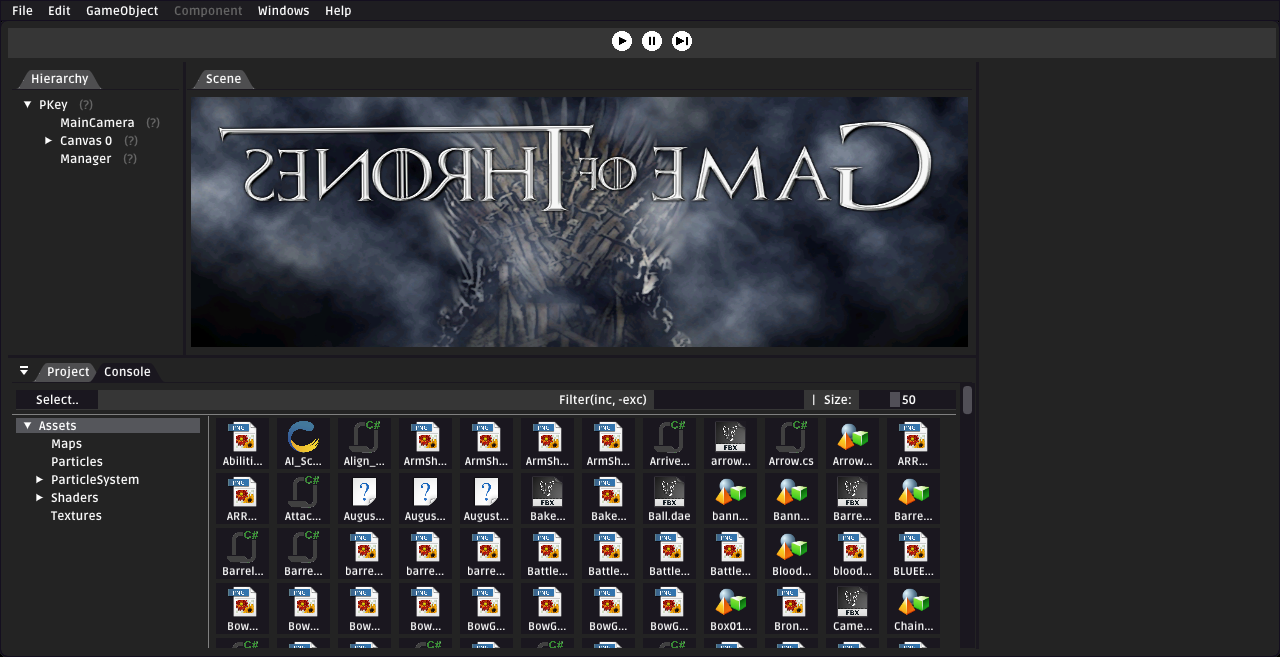 File Edit GameObject Component Windows Help
Hierarchy
Scene
PKey (?)
MainCamera (?)
Canvas 0 (?)
Manager (?)
GAME OF THRONES
Project Console
Select.. Filter(inc, -exc) | Size: 50
Assets
Maps
Particles
ParticleSystem
Shaders
Textures
Abiliti... AI_Sc... Align_... ArmSh... ArmSh... ArmSh... ArmSh... Arrive... arrow... Arrow.cs Arrow... ARR...
ARR... Attac... Augus... Augus... August... Bake... Bake... Ball.dae bann... Bann... Barre... Barre...
Barrel... Barre... barre... barre... barre... Battle... Battle... Battle... Battle... Blood... blood... BLUEE...
Bow... Bow... Bow... Bow... BowG... BowG... BowG... BowG... Box01... Bron... Came... Chain...